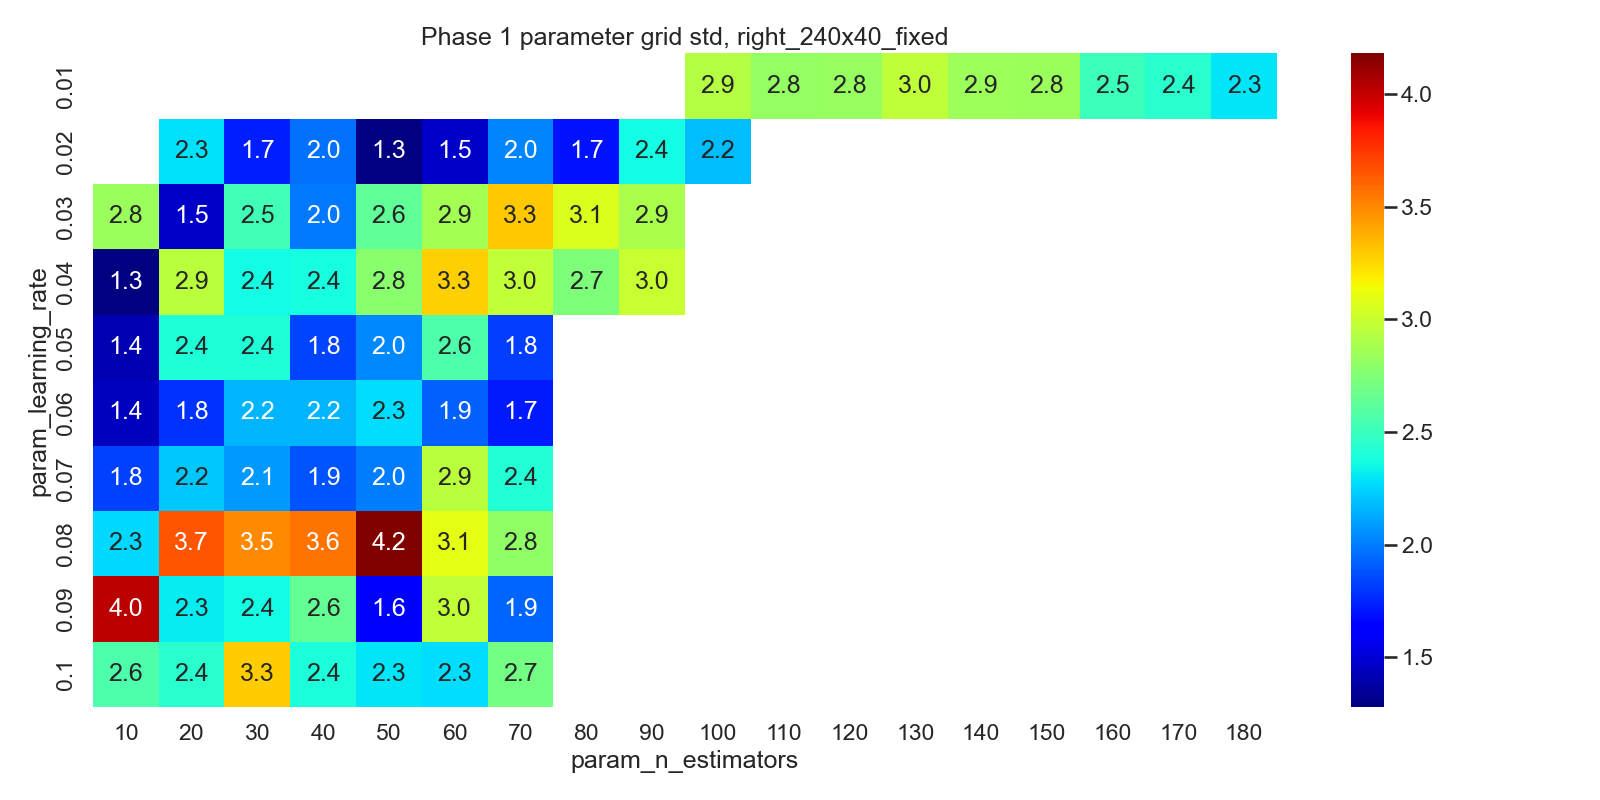 Phase 1 parameter grid std, right_240x40_fixed
0.01 2.9 2.8 2.8 3.0 2.9 2.8 2.5 2.4 2.3
0.02 2.3 1.7 2.0 1.3 1.5 2.0 1.7 2.4 2.2
0.03 2.8 1.5 2.5 2.0 2.6 2.9 3.3 3.1 2.9
0.04 1.3 2.9 2.4 2.4 2.8 3.3 3.0 2.7 3.0
0.05 1.4 2.4 2.4 1.8 2.0 2.6 1.8
0.06 1.4 1.8 2.2 2.2 2.3 1.9 1.7
0.07 1.8 2.2 2.1 1.9 2.0 2.9 2.4
0.08 2.3 3.7 3.5 3.6 4.2 3.1 2.8
0.09 4.0 2.3 2.4 2.6 1.6 3.0 1.9
0.1 2.6 2.4 3.3 2.4 2.3 2.3 2.7
10 20 30 40 50 60 70 80 90 100 110 120 130 140 150 160 170 180
param_n_estimators
param_learning_rate
4.0
3.5
3.0
2.5
2.0
1.5